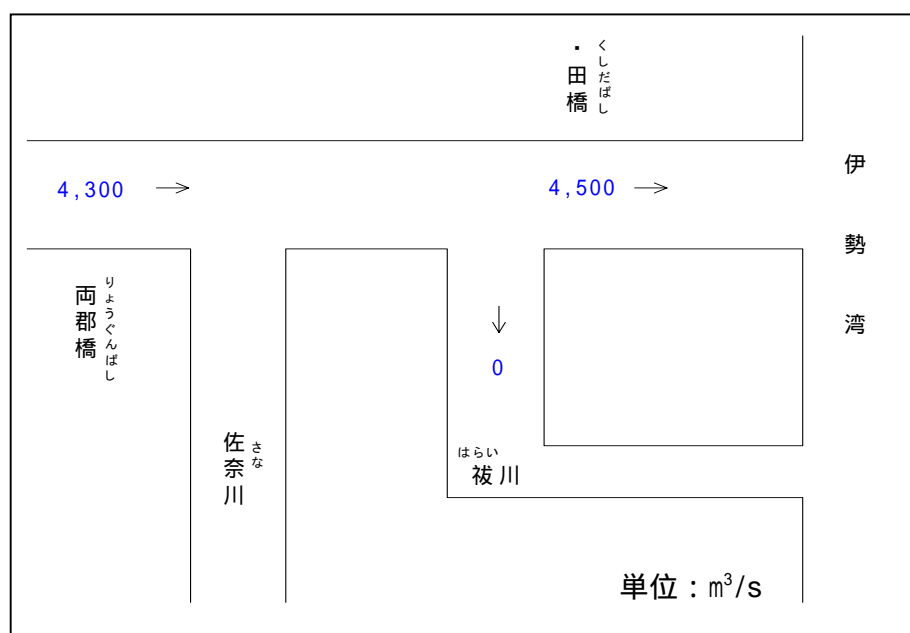 くしだばし
・田橋
4,300 →
4,500 →
伊勢湾
りょうぐんばし
両郡橋
↓
0
さな
佐奈川
はらい
祓川
単位：m³/s